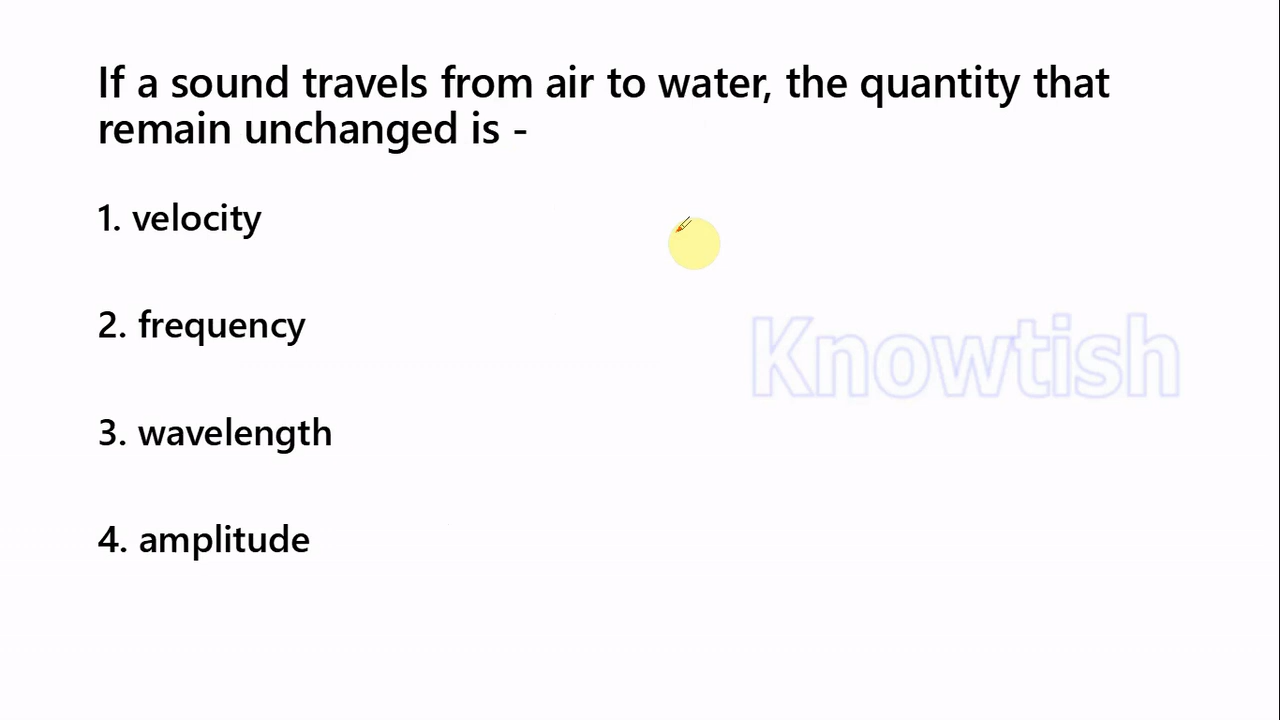 If a sound travels from air to water, the quantity that
remain unchanged is -
1. velocity
2. frequency
Knowtish
3. wavelength
4. amplitude